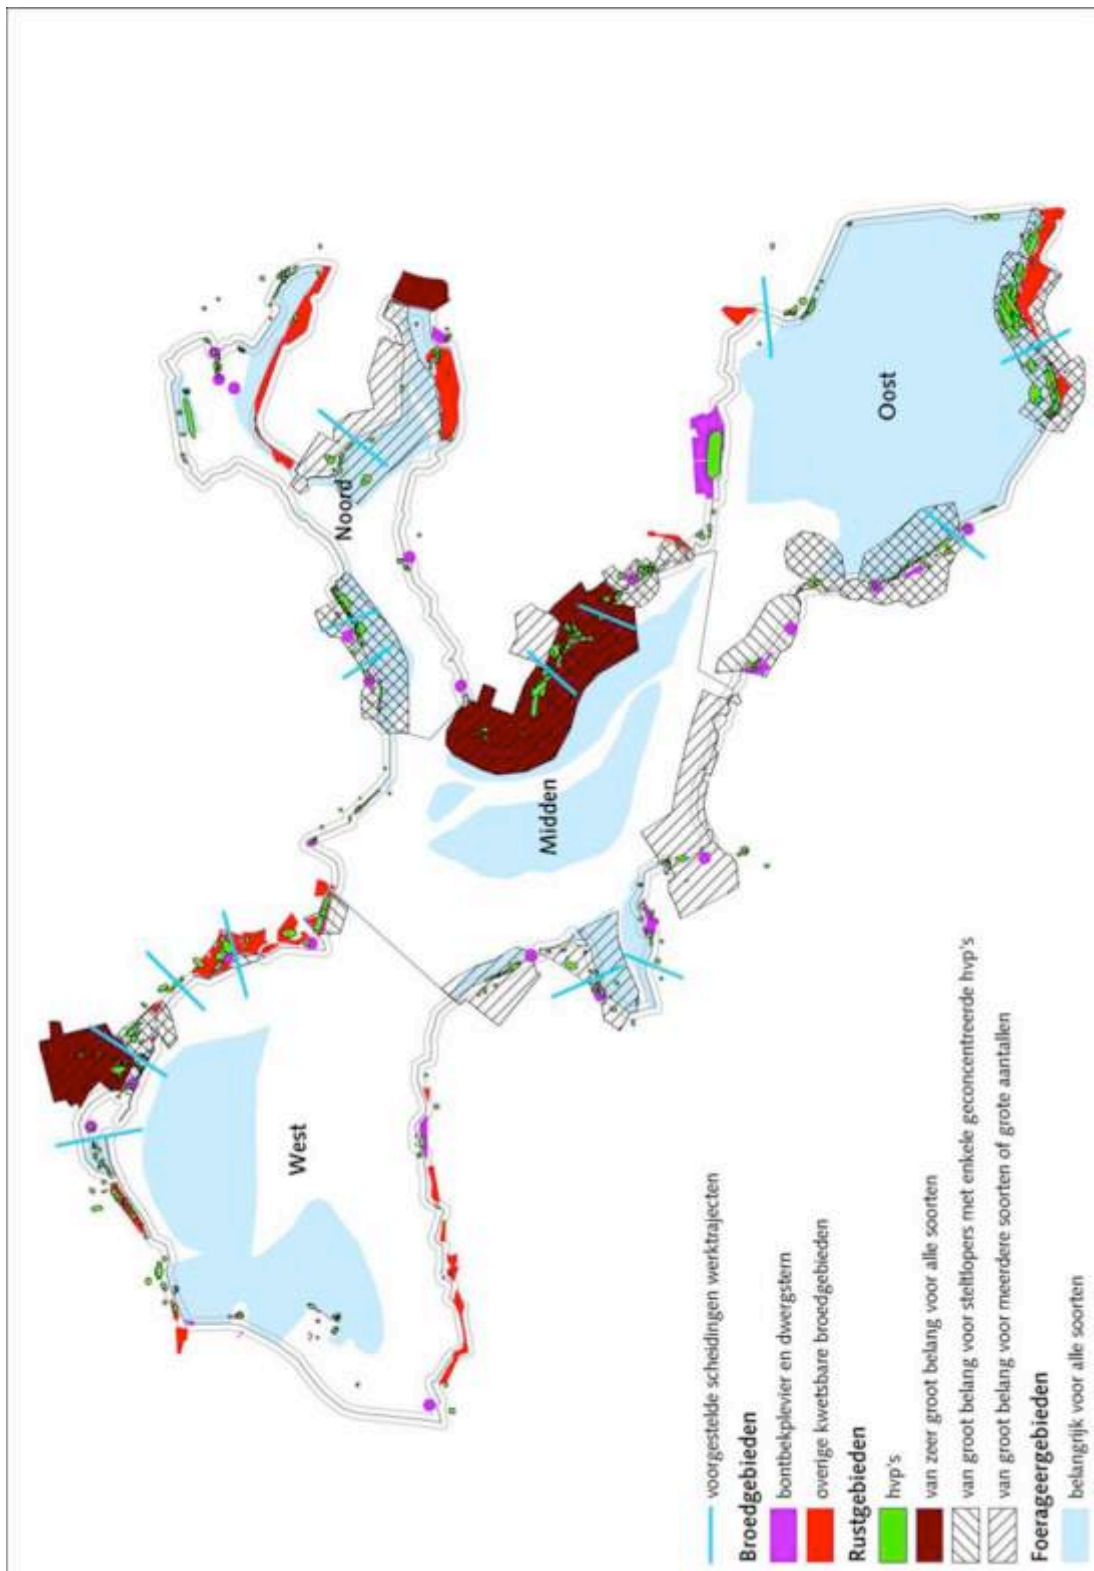 Noord
Oost
Midden
West
voorgestelde scheidingen werktrajecten
Broedgebieden
bontbekplevier en dwergstern
overige kwetsbare broedgebieden
Rustgebieden
hvp's
van zeer groot belang voor alle soorten
van groot belang voor steltlopers met enkele geconcentreerde hvp's
van groot belang voor meerdere soorten of grote aantallen
Foerageergebieden
belangrijk voor alle soorten